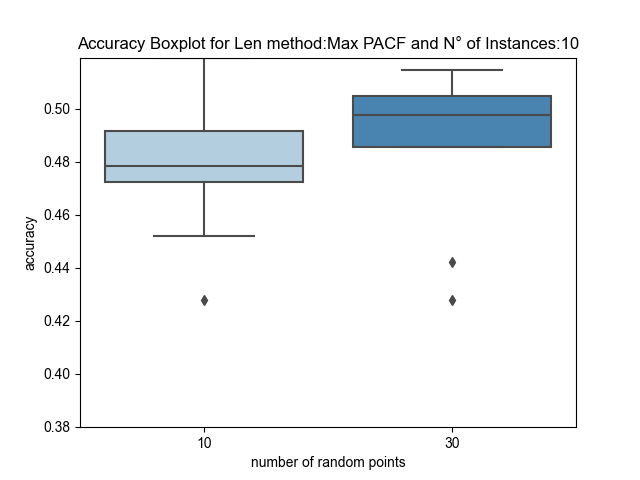 Accuracy Boxplot for Len method:Max PACF and N° of Instances:10
0.50
0.48
0.46
0.44
0.42
0.40
0.38
accuracy
10 30
number of random points